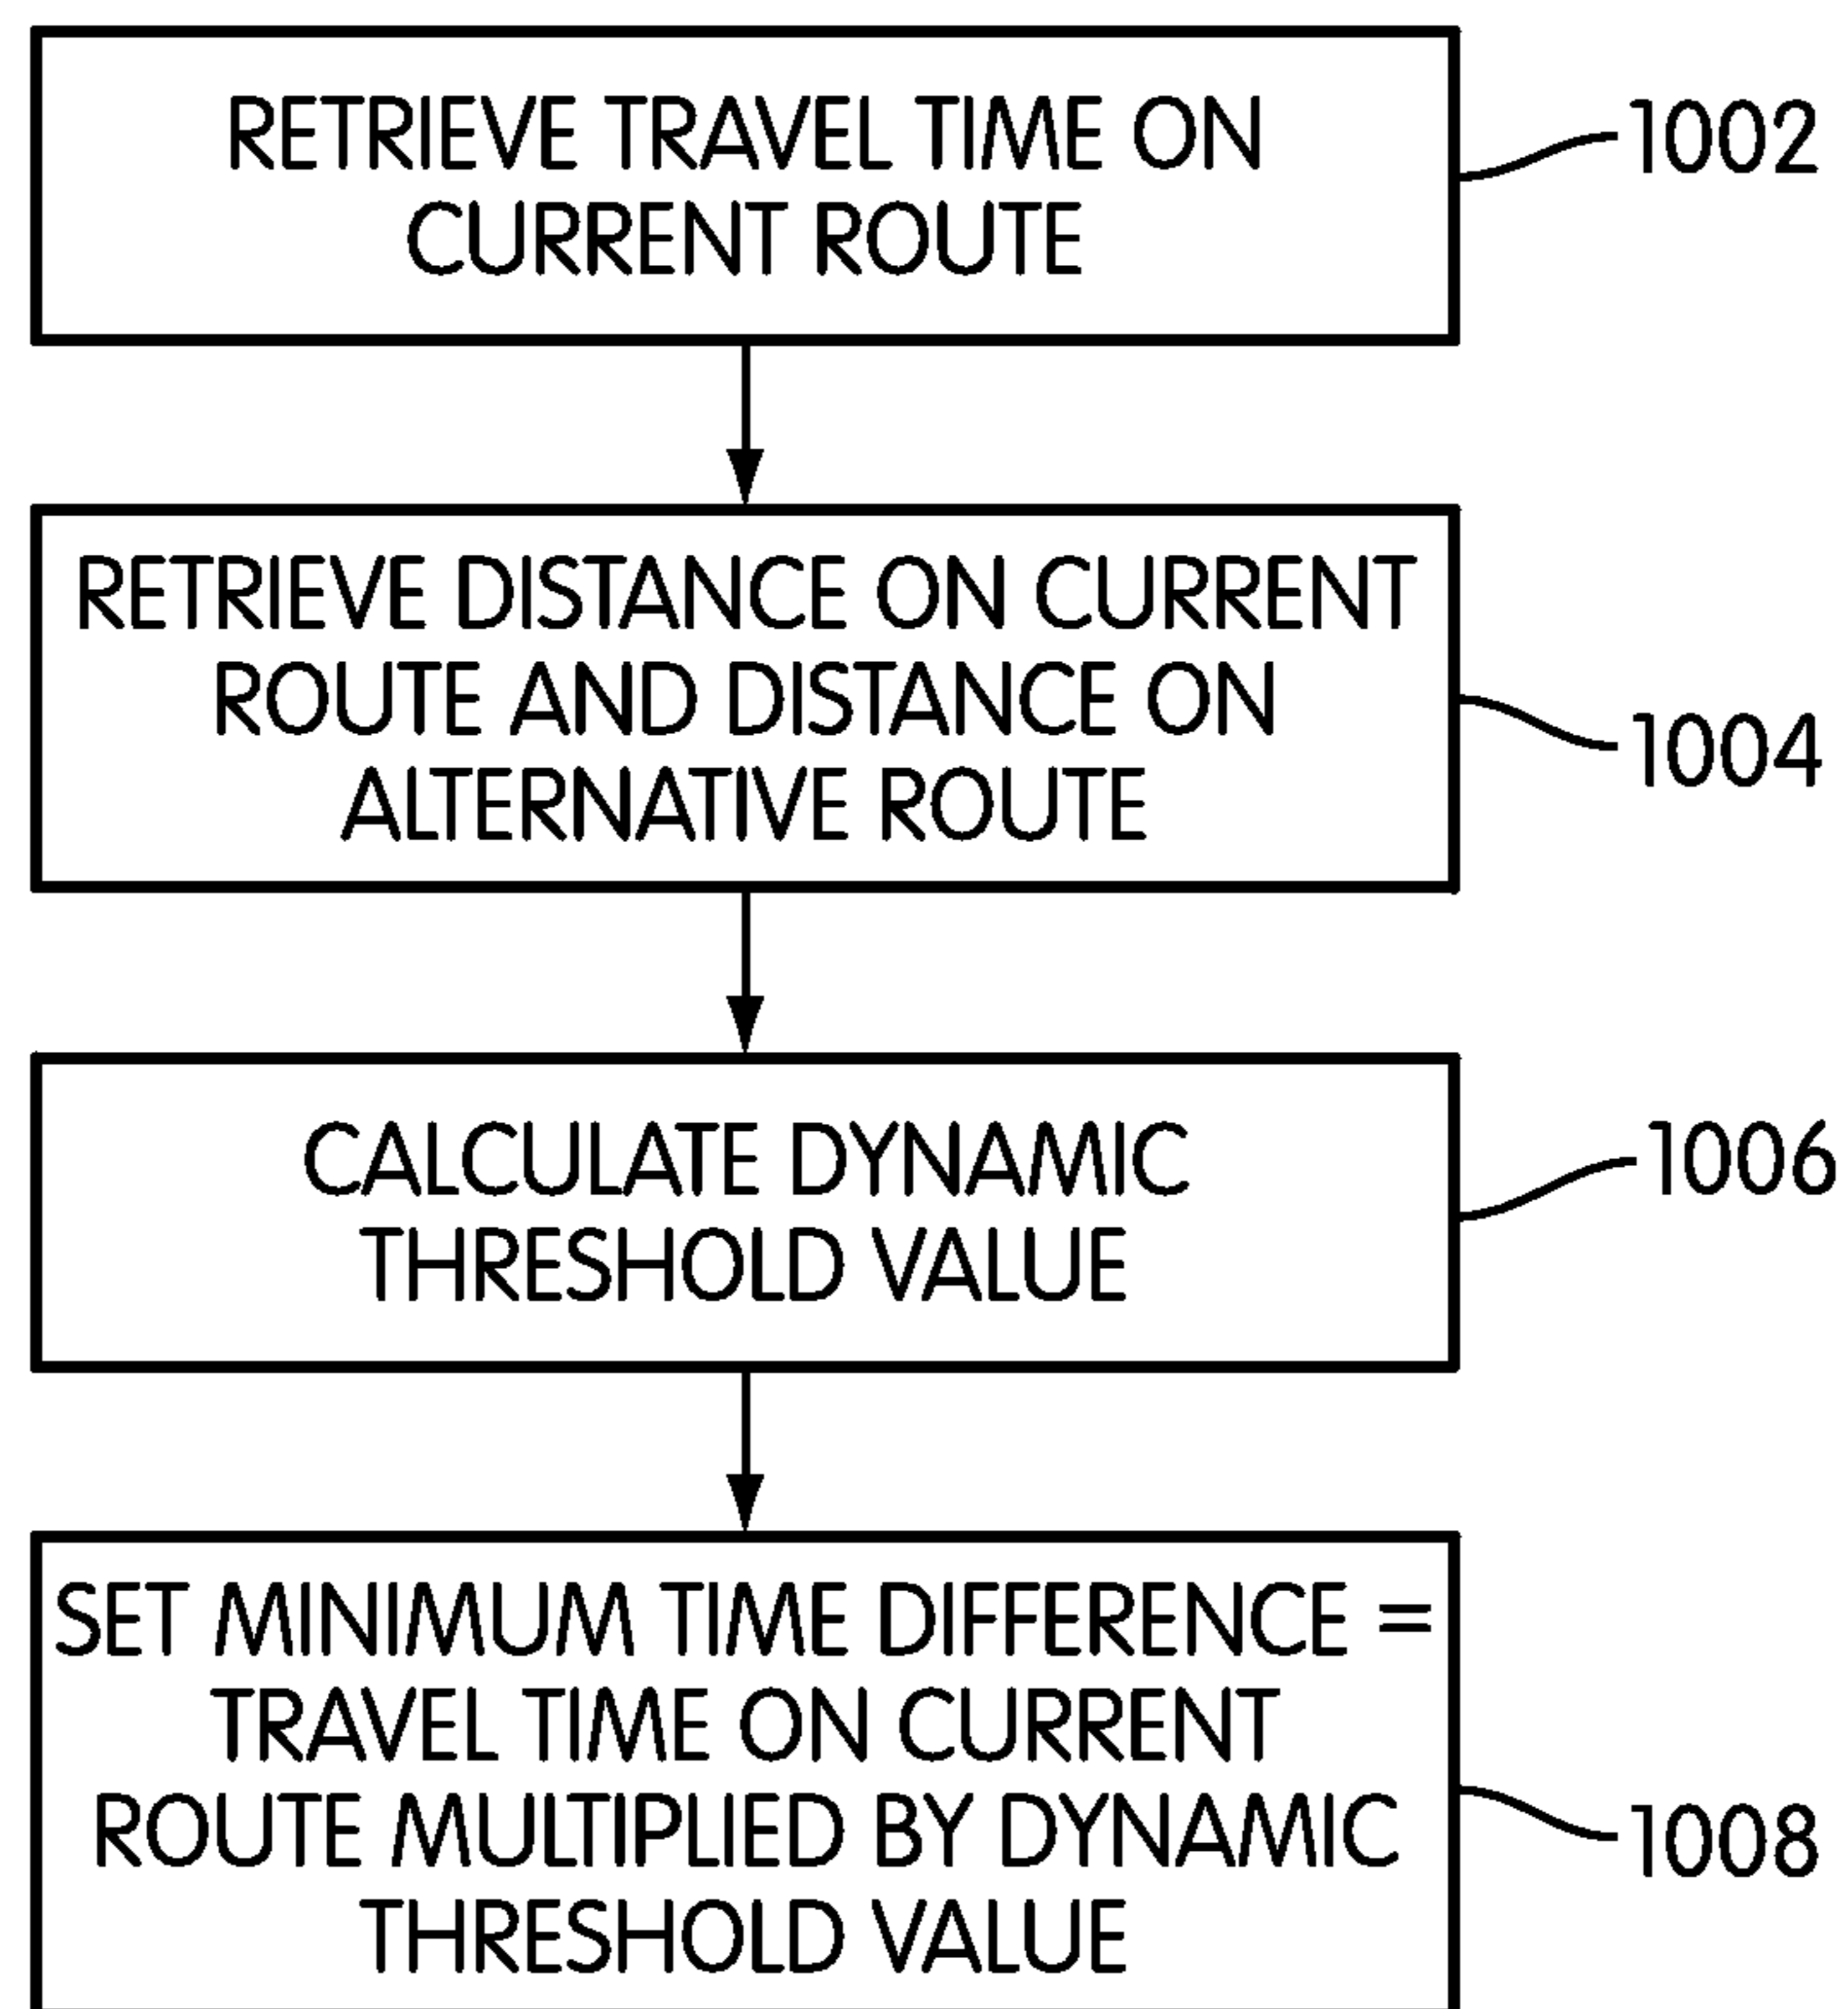 RETRIEVE TRAVEL TIME ON
CURRENT ROUTE
1002
RETRIEVE DISTANCE ON CURRENT
ROUTE AND DISTANCE ON
ALTERNATIVE ROUTE
1004
CALCULATE DYNAMIC
THRESHOLD VALUE
1006
SET MINIMUM TIME DIFFERENCE =
TRAVEL TIME ON CURRENT
ROUTE MULTIPLIED BY DYNAMIC
THRESHOLD VALUE
1008